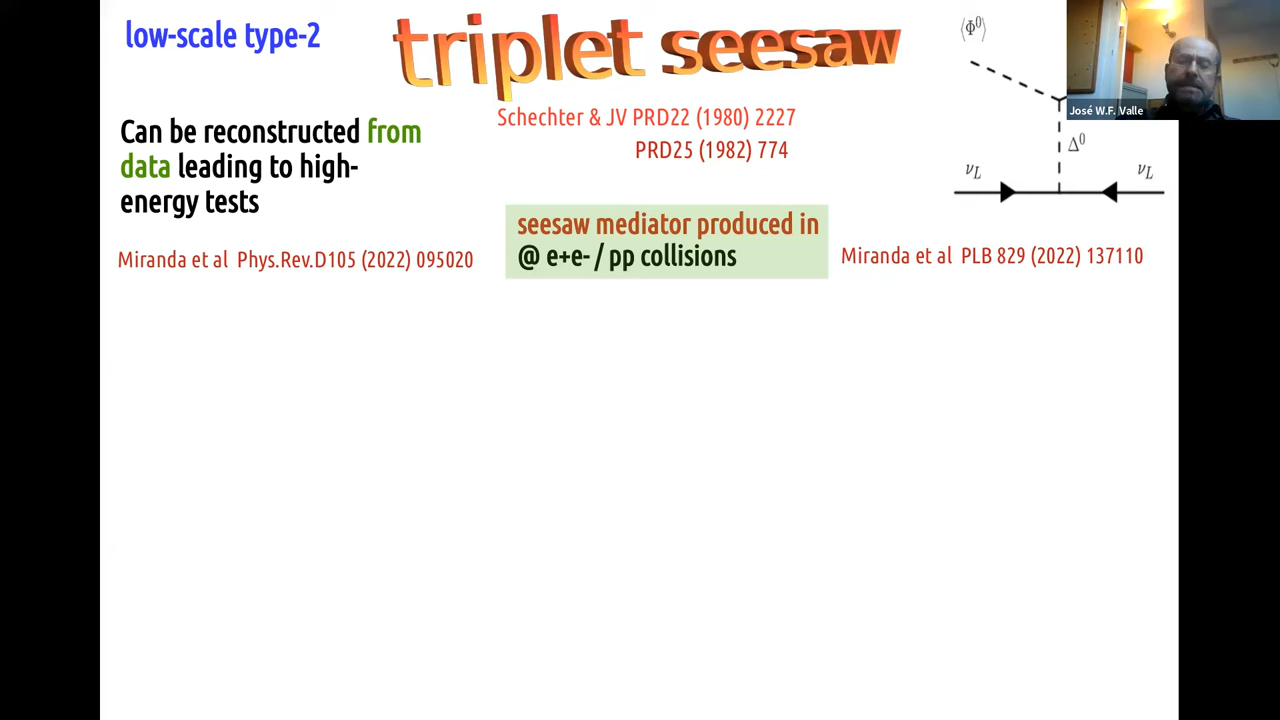 low-scale type-2
triplet seesaw
⟨Φ⁰⟩
José W.F. Valle
Schechter & JV PRD22 (1980) 2227
PRD25 (1982) 774
Can be reconstructed from
data leading to high-
energy tests
Δ⁰
νL
νL
seesaw mediator produced in
@ e+e- / pp collisions
Miranda et al Phys.Rev.D105 (2022) 095020
Miranda et al PLB 829 (2022) 137110